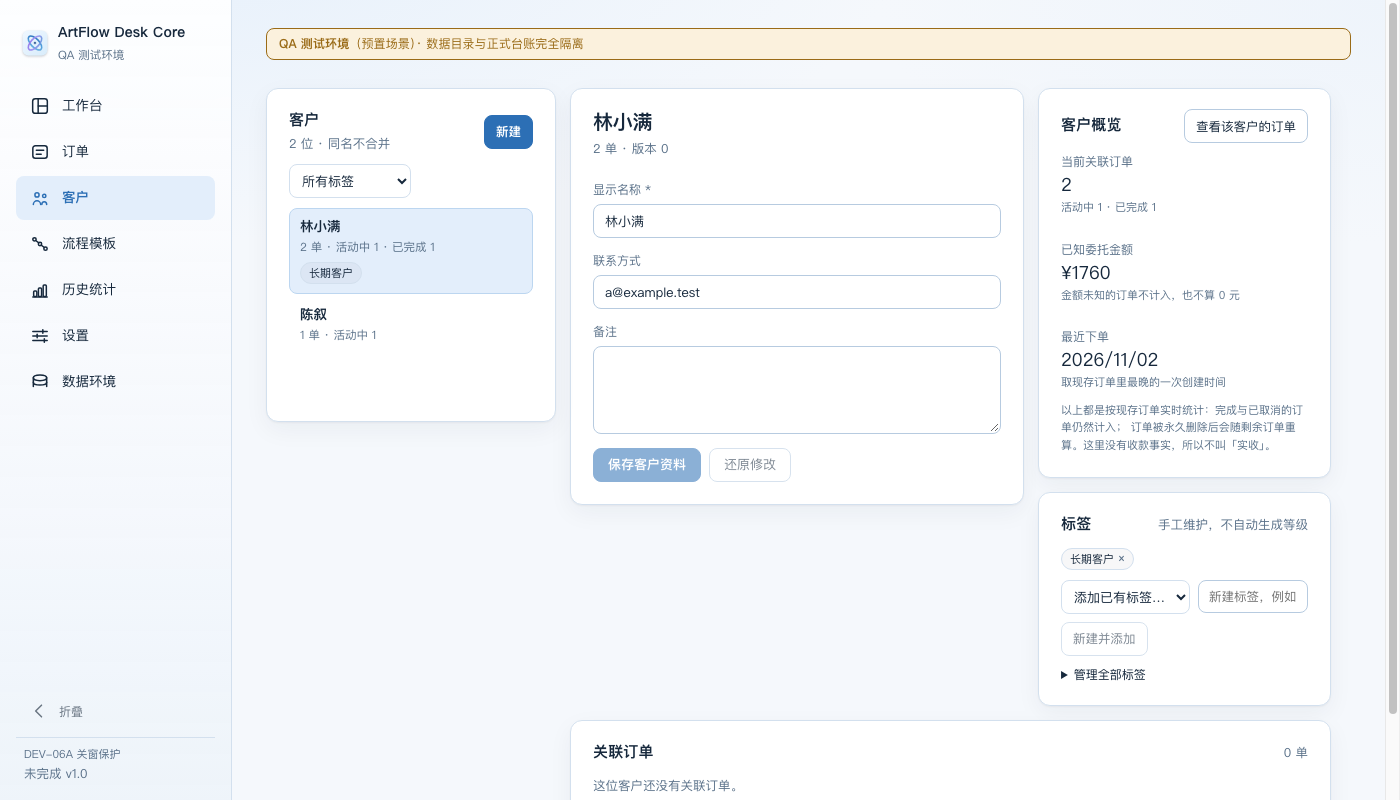 ArtFlow Desk Core
QA 测试环境
工作台
订单
客户
流程模板
历史统计
设置
数据环境
折叠
DEV-06A 关窗保护
未完成 v1.0
QA 测试环境（预置场景）· 数据目录与正式台账完全隔离
客户
2 位 · 同名不合并
新建
所有标签
林小满
2 单 · 活动中 1 · 已完成 1
长期客户
陈叙
1 单 · 活动中 1
林小满
2 单 · 版本 0
显示名称 *
林小满
联系方式
a@example.test
备注
保存客户资料
还原修改
客户概览
查看该客户的订单
当前关联订单
2
活动中 1 · 已完成 1
已知委托金额
¥1760
金额未知的订单不计入，也不算 0 元
最近下单
2026/11/02
取现存订单里最晚的一次创建时间
以上都是按现存订单实时统计：完成与已取消的订
单仍然计入； 订单被永久删除后会随剩余订单重
算。这里没有收款事实，所以不叫「实收」。
标签
手工维护，不自动生成等级
长期客户 ×
添加已有标签…
新建标签，例如
新建并添加
▶ 管理全部标签
关联订单
0 单
这位客户还没有关联订单。